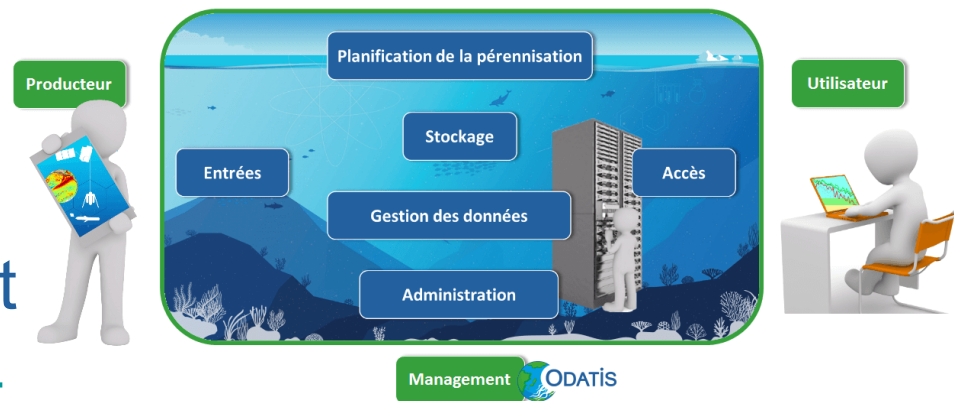 Planification de la pérennisation
Producteur
Utilisateur
Stockage
Entrées
Accès
Gestion des données
t
Administration
Management
ODATIS